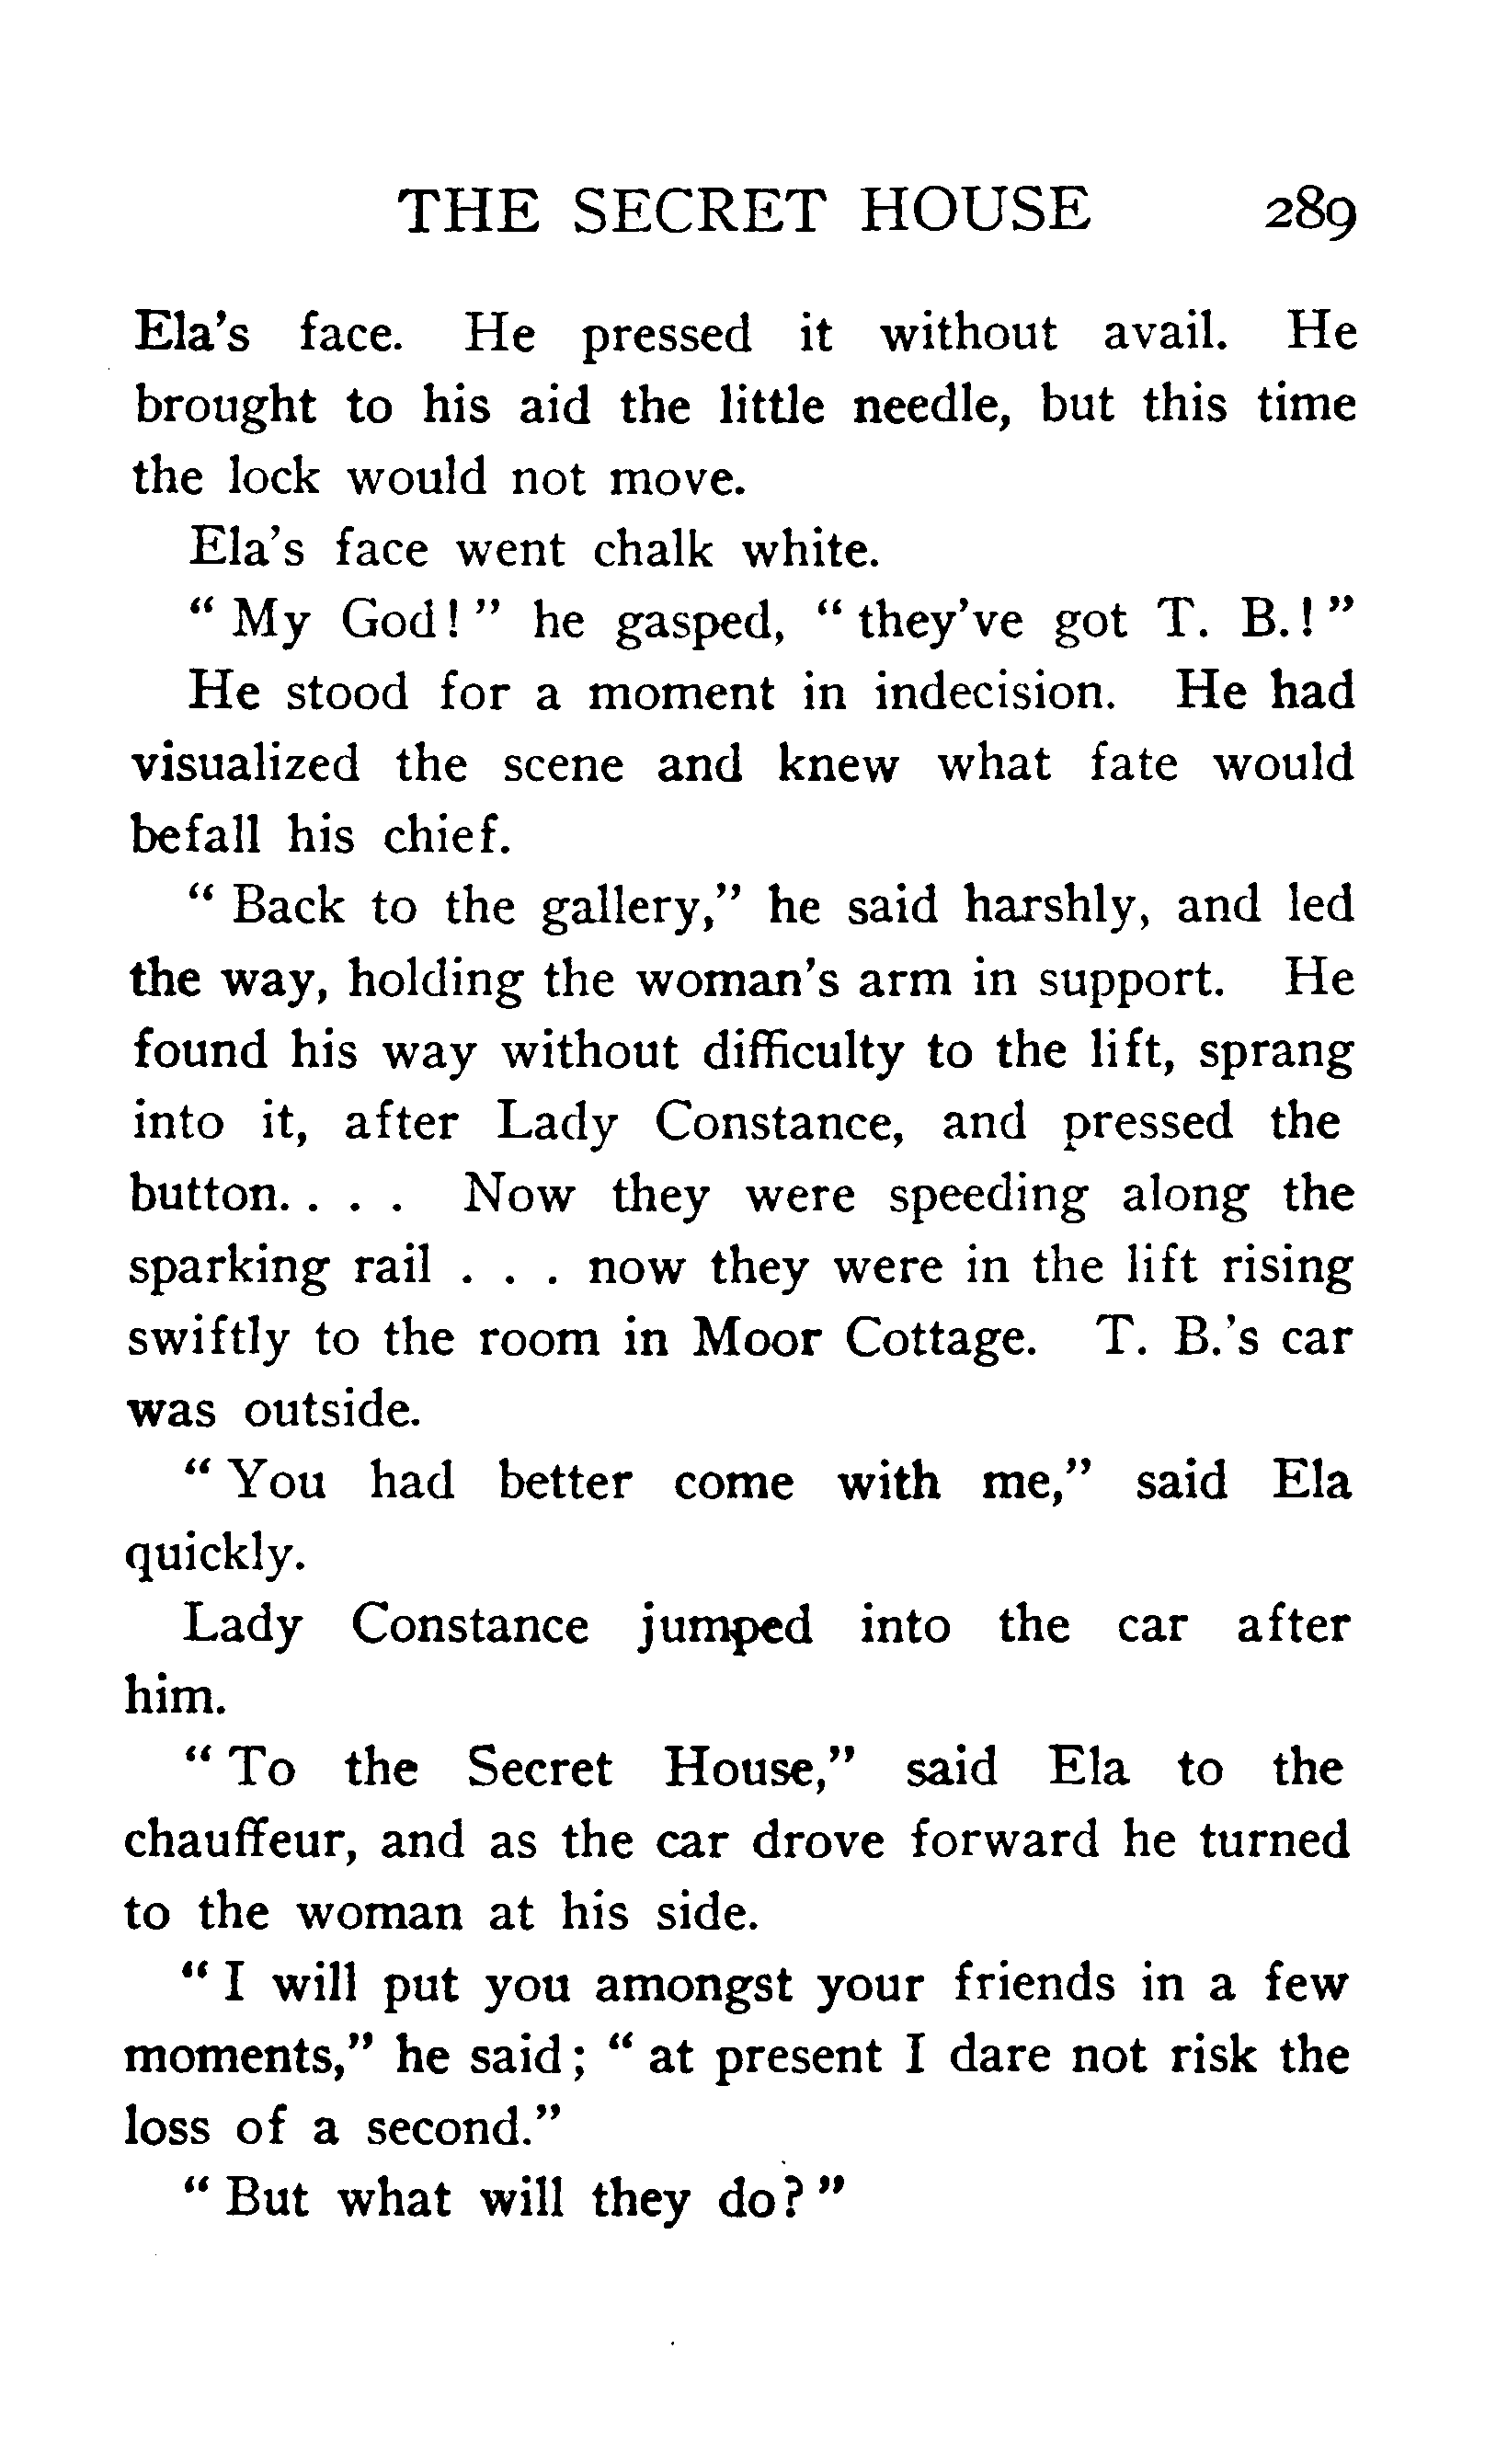 THE SECRET HOUSE 289
Ela's face. He pressed it without avail. He
brought to his aid the little needle, but this time
the lock would not move.
Ela's face went chalk white.
" My God! " he gasped, " they've got T. B.! "
He stood for a moment in indecision. He had
visualized the scene and knew what fate would
befall his chief.
" Back to the gallery," he said harshly, and led
the way, holding the woman's arm in support. He
found his way without difficulty to the lift, sprang
into it, after Lady Constance, and pressed the
button. . . . Now they were speeding along the
sparking rail . . . now they were in the lift rising
swiftly to the room in Moor Cottage. T. B.'s car
was outside.
" You had better come with me," said Ela
quickly.
Lady Constance jumped into the car after
him.
" To the Secret House," said Ela to the
chauffeur, and as the car drove forward he turned
to the woman at his side.
" I will put you amongst your friends in a few
moments," he said; " at present I dare not risk the
loss of a second."
" But what will they do? "